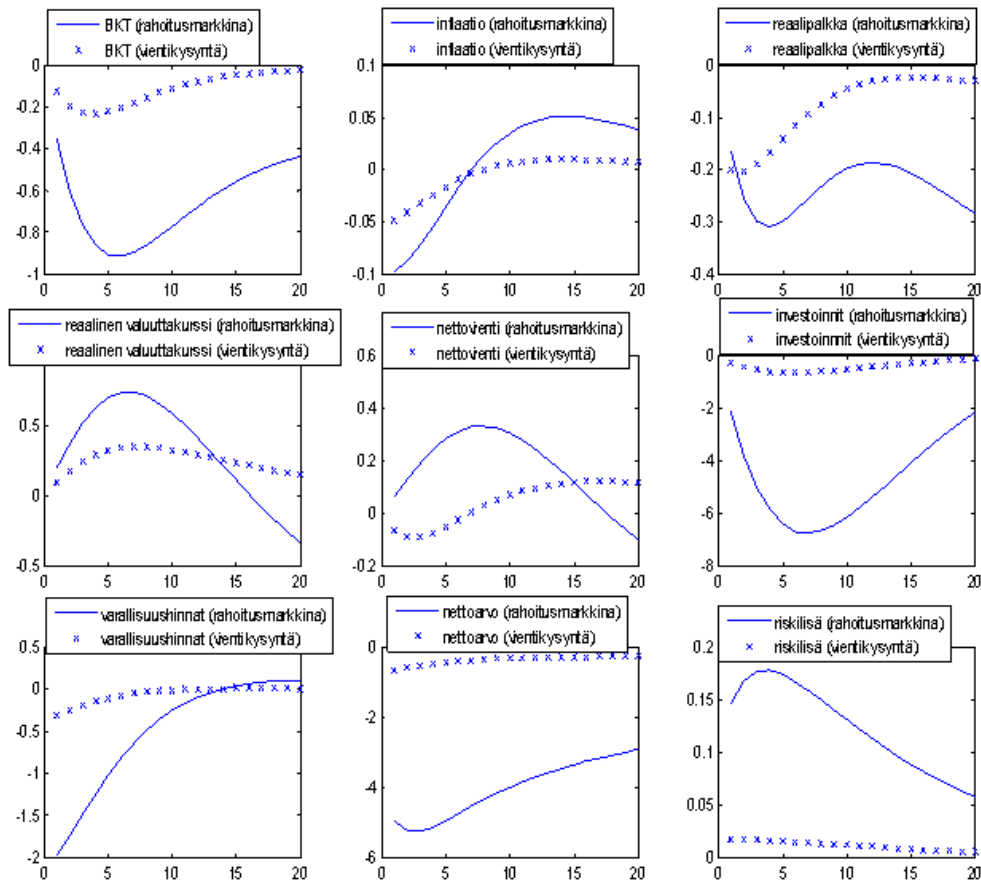 BKT (rahoitusmarkkina)
BKT (vientikysyntä)
0
-0.2
-0.4
-0.6
-0.8
-1
0 5 10 15 20
inflaatio (rahoitusmarkkina)
inflaatio (vientikysyntä)
0.1
0.05
0
-0.05
-0.1
0 5 10 15 20
reaalipalkka (rahoitusmarkkina)
reaalipalkka (vientikysyntä)
0
-0.1
-0.2
-0.3
-0.4
0 5 10 15 20
reaalinen valuuttakurssi (rahoitusmarkkina)
reaalinen valuuttakurssi (vientikysyntä)
0.5
0
-0.5
0 5 10 15 20
nettovienti (rahoitusmarkkina)
nettovienti (vientikysyntä)
0.6
0.4
0.2
0
-0.2
0 5 10 15 20
investoinnit (rahoitusmarkkina)
investoinnnit (vientikysyntä)
0
-2
-4
-6
-8
0 5 10 15 20
varallisuushinnat (rahoitusmarkkina)
varallisuushinnat (vientikysyntä)
0.5
0
-0.5
-1
-1.5
-2
0 5 10 15 20
nettoarvo (rahoitusmarkkina)
nettoarvo (vientikysyntä)
0
-2
-4
-6
0 5 10 15 20
riskilisä (rahoitusmarkkina)
riskilisä (vientikysyntä)
0.2
0.15
0.1
0.05
0
0 5 10 15 20